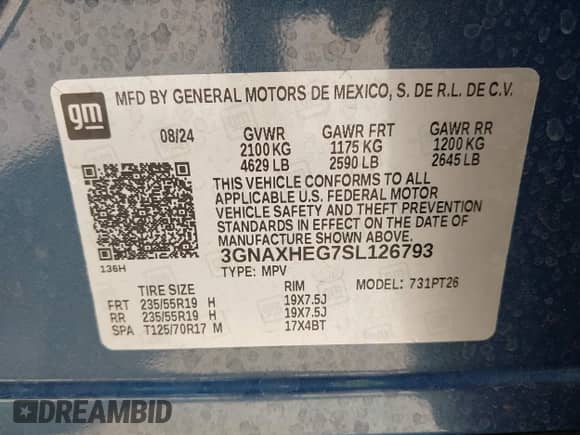 gm
MFD BY GENERAL MOTORS DE MEXICO, S. DE R.L. DE C.V.
08/24 GVWR GAWR FRT GAWR RR
2100 KG 1175 KG 1200 KG
4629 LB 2590 LB 2645 LB
THIS VEHICLE CONFORMS TO ALL
APPLICABLE U.S. FEDERAL MOTOR
VEHICLE SAFETY AND THEFT PREVENTION
STANDARDS IN EFFECT ON THE DATE OF
MANUFACTURE SHOWN ABOVE.
136H
3GNAXHEG7SL126793
TYPE: MPV MODEL: 731PT26
TIRE SIZE RIM
FRT 235/55R19 H 19X7.5J
RR 235/55R19 H 19X7.5J
SPA T125/70R17 M 17X4BT
DREAMBID